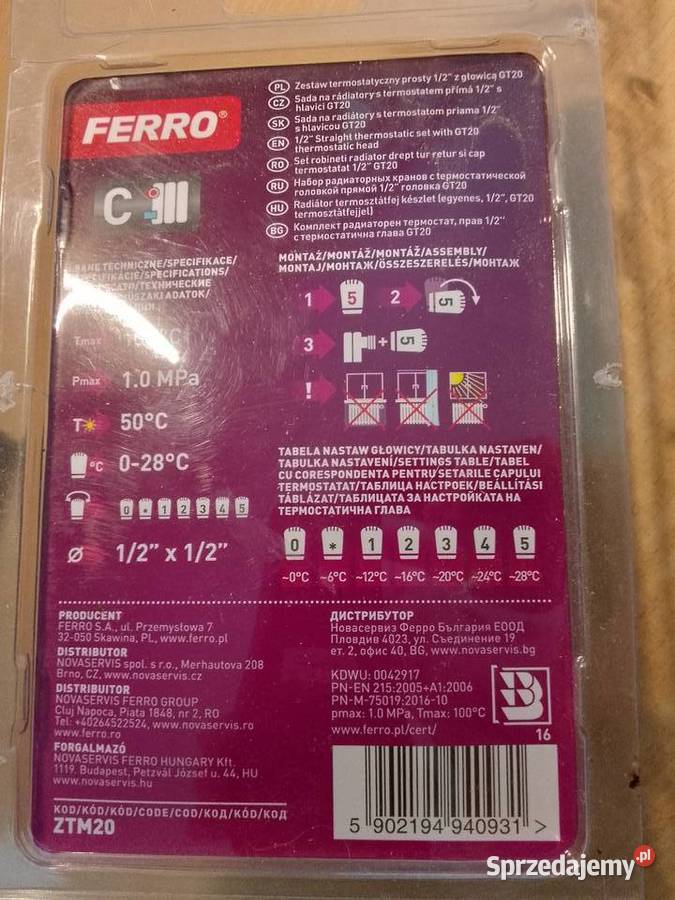 FERRO®
C
PL Zestaw termostatyczny prosty 1/2" z głowicą GT20
CZ Sada na rádiatory s termostatem přímá 1/2" s
hlavicí GT20
SK Sada na radiátory s termostatom priama 1/2"
s hlavicou GT20
EN 1/2" Straight thermostatic set with GT20
thermostatic head
RO Set robineti radiator drept tur retur si cap
termostatat 1/2" GT20
RU Набор радиаторных кранов с термостатической
головкой прямой 1/2" головка GT20
HU Radiátor termosztátfej készlet (egyenes, 1/2", GT20
termosztátfejjel)
BG Комплект радиаторен термостат, прав 1/2"
с термостатична глава GT20
TECHNICZNE/SPECIFIKACE/
/SPECIFICATIONS/
/ТЕХНИЧЕСКИЕ
ADATOK/
Tmax
Pmax 1.0 MPa
T 50°C
°C 0-28°C
0 * 1 2 3 4 5
Ø 1/2" x 1/2"
MONTAŻ/MONTÁŽ/MONTÁŽ/ASSEMBLY/
MONTAJ/МОНТАЖ/ÖSSZESZERELÉS/МОНТАЖ
1 5 2 5
3 + 5
!
TABELA NASTAW GŁOWICY/TABULKA NASTAVEN/
TABULKA NASTAVENÍ/SETTINGS TABLE/TABEL
CU CORESPONDENTA PENTRU SETARILE CAPULUI
TERMOSTATAT/ТАБЛИЦА НАСТРОЕК/BEÁLLÍTÁSI
TÁBLÁZAT/ТАБЛИЦАТА ЗА НАСТРОЙКАТА НА
ТЕРМОСТАТИЧНА ГЛАВА
0 * 1 2 3 4 5
~0°C ~6°C ~12°C ~16°C ~20°C ~24°C ~28°C
PRODUCENT
FERRO S.A., ul. Przemysłowa 7
32-050 Skawina, PL, www.ferro.pl
DISTRIBUTOR
NOVASERVIS spol. s r.o., Merhautova 208
Brno, CZ, www.novaservis.cz
DISTRIBUITOR
NOVASERVIS FERRO GROUP
Cluj Napoca, Piata 1848, nr 2, RO
Tel: +40264522524, www.novaservis.ro
www.ferro.ro
FORGALMAZÓ
NOVASERVIS FERRO HUNGARY Kft.
1119. Budapest, Petzvál József u. 44, HU
www.novaservis.hu
KOD/KÓD/KÓD/CODE/COD/КОД/KÓD/КОД
ZTM20
ДИСТРИБУТОР
Новасервиз Ферро България ЕООД
Пловдив 4023, ул. Съединение 19
ет. 2, офис 40, BG, www.novaservis.bg
KDWU: 0042917
PN-EN 215:2005+A1:2006
PN-M-75019:2016-10
pmax: 1.0 MPa, Tmax: 100°C
www.ferro.pl/cert/
B
16
5 902194 940931 >
Sprzedajemy.pl